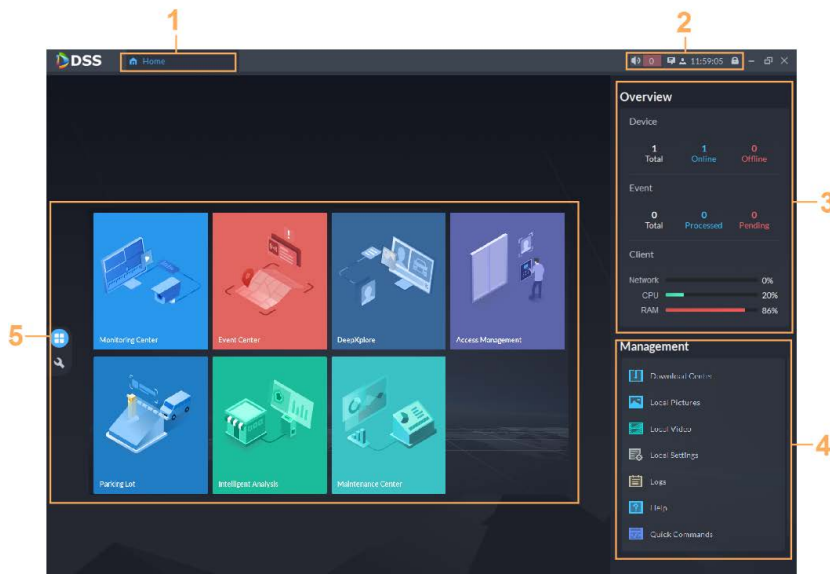 1
2
DSS
Home
0
11:59:05
Overview
Device
1
1
0
Total
Online
Offline
3
Event
0
0
0
Total
Processed
Pending
Client
Network
0%
CPU
20%
RAM
86%
5
Monitoring Center
Event Center
DeepXplore
Access Management
Parking Lot
Intelligent Analysis
Maintenance Center
Management
Download Center
Local Pictures
Local Video
4
Local Settings
Logs
Help
Quick Commands